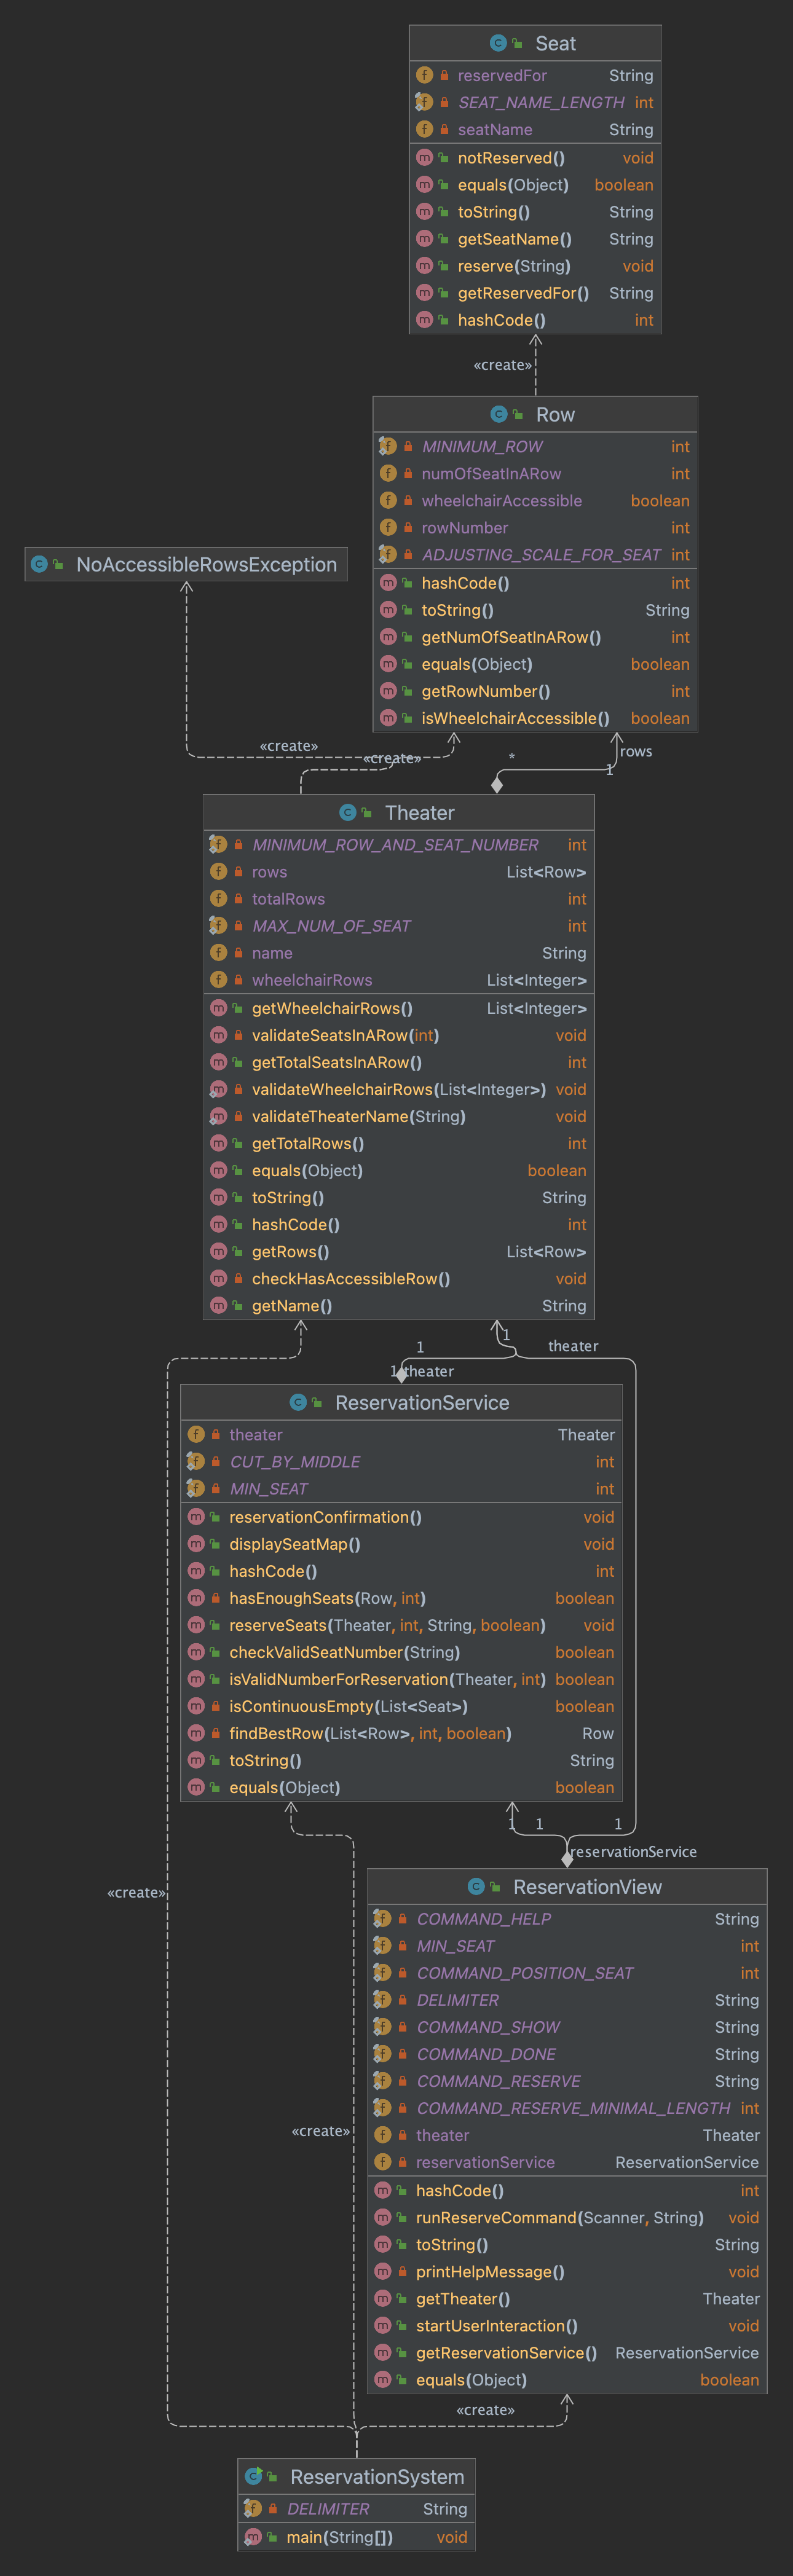 Seat
reservedFor String
SEAT_NAME_LENGTH int
seatName String
notReserved() void
equals(Object) boolean
toString() String
getSeatName() String
reserve(String) void
getReservedFor() String
hashCode() int
«create»
Row
MINIMUM_ROW int
numOfSeatInARow int
wheelchairAccessible boolean
rowNumber int
ADJUSTING_SCALE_FOR_SEAT int
hashCode() int
toString() String
getNumOfSeatInARow() int
equals(Object) boolean
getRowNumber() int
isWheelchairAccessible() boolean
NoAccessibleRowsException
«create»
«create»
*
rows
1
Theater
MINIMUM_ROW_AND_SEAT_NUMBER int
rows List<Row>
totalRows int
MAX_NUM_OF_SEAT int
name String
wheelchairRows List<Integer>
getWheelchairRows() List<Integer>
validateSeatsInARow(int) void
getTotalSeatsInARow() int
validateWheelchairRows(List<Integer>) void
validateTheaterName(String) void
getTotalRows() int
equals(Object) boolean
toString() String
hashCode() int
getRows() List<Row>
checkHasAccessibleRow() void
getName() String
1
1
theater
1
theater
ReservationService
theater Theater
CUT_BY_MIDDLE int
MIN_SEAT int
reservationConfirmation() void
displaySeatMap() void
hashCode() int
hasEnoughSeats(Row, int) boolean
reserveSeats(Theater, int, String, boolean) void
checkValidSeatNumber(String) boolean
isValidNumberForReservation(Theater, int) boolean
isContinuousEmpty(List<Seat>) boolean
findBestRow(List<Row>, int, boolean) Row
toString() String
equals(Object) boolean
1
1
1
reservationService
«create»
ReservationView
COMMAND_HELP String
MIN_SEAT int
COMMAND_POSITION_SEAT int
DELIMITER String
COMMAND_SHOW String
COMMAND_DONE String
COMMAND_RESERVE String
COMMAND_RESERVE_MINIMAL_LENGTH int
theater Theater
reservationService ReservationService
hashCode() int
runReserveCommand(Scanner, String) void
toString() String
printHelpMessage() void
getTheater() Theater
startUserInteraction() void
getReservationService() ReservationService
equals(Object) boolean
«create»
«create»
ReservationSystem
DELIMITER String
main(String[]) void